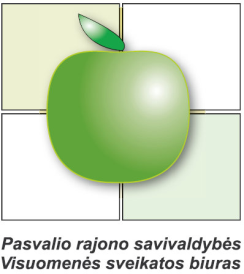 Pasvalio rajono savivaldybės
Visuomenės sveikatos biuras